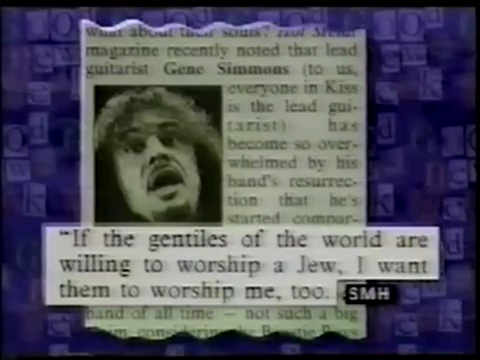 what about their souls? Hot Metal
magazine recently noted that lead
guitarist Gene Simmons (to us,
everyone in Kiss
is the lead gui-
tarist) has
become so over-
whelmed by his
band's resurrec-
tion that he's
started compar-
"If the gentiles of the world are
willing to worship a Jew, I want
them to worship me, too.
SMH
band of all time – not such a big
considering the Beastie Boys